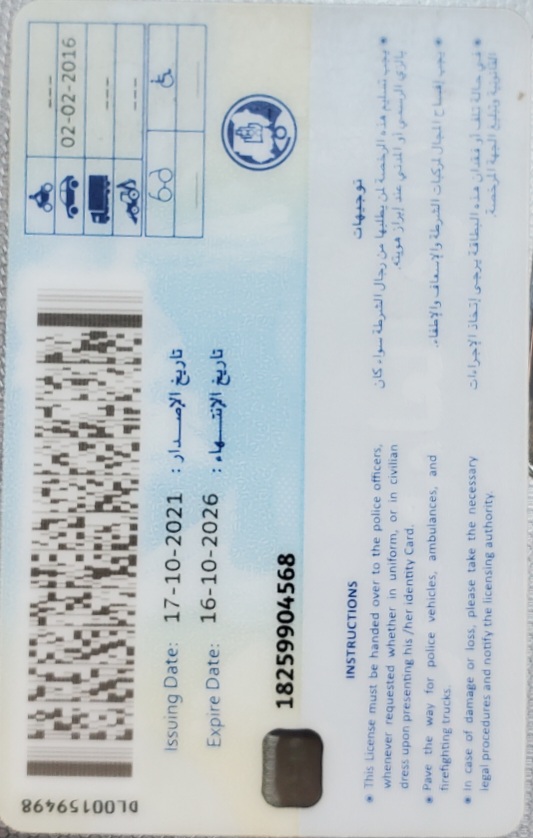 DL00159498
---
02-02-2016
---
---
Issuing Date: 17-10-2021 : تاريخ الإصدار
Expire Date: 16-10-2026 : تاريخ الإنتهاء
18259904568
INSTRUCTIONS
* This License must be handed over to the police officers,
whenever requested whether in uniform, or in civilian
dress upon presenting his /her identity Card.
* Pave the way for police vehicles, ambulances, and
firefighting trucks.
* In case of damage or loss, please take the necessary
legal procedures and notify the licensing authority.
توجيهات
* يجب تسليم هذه الرخصة لمن يطلبها من رجال الشرطة سواء كان
بالزي الرسمي أو المدني عند إبراز هويته.
* يجب إفساح المجال لمركبات الشرطة والإسعاف والإطفاء.
* في حالة تلف أو فقدان هذه البطاقة يرجى إتخاذ الإجراءات
القانونية وتبليغ الجهة المرخصة.